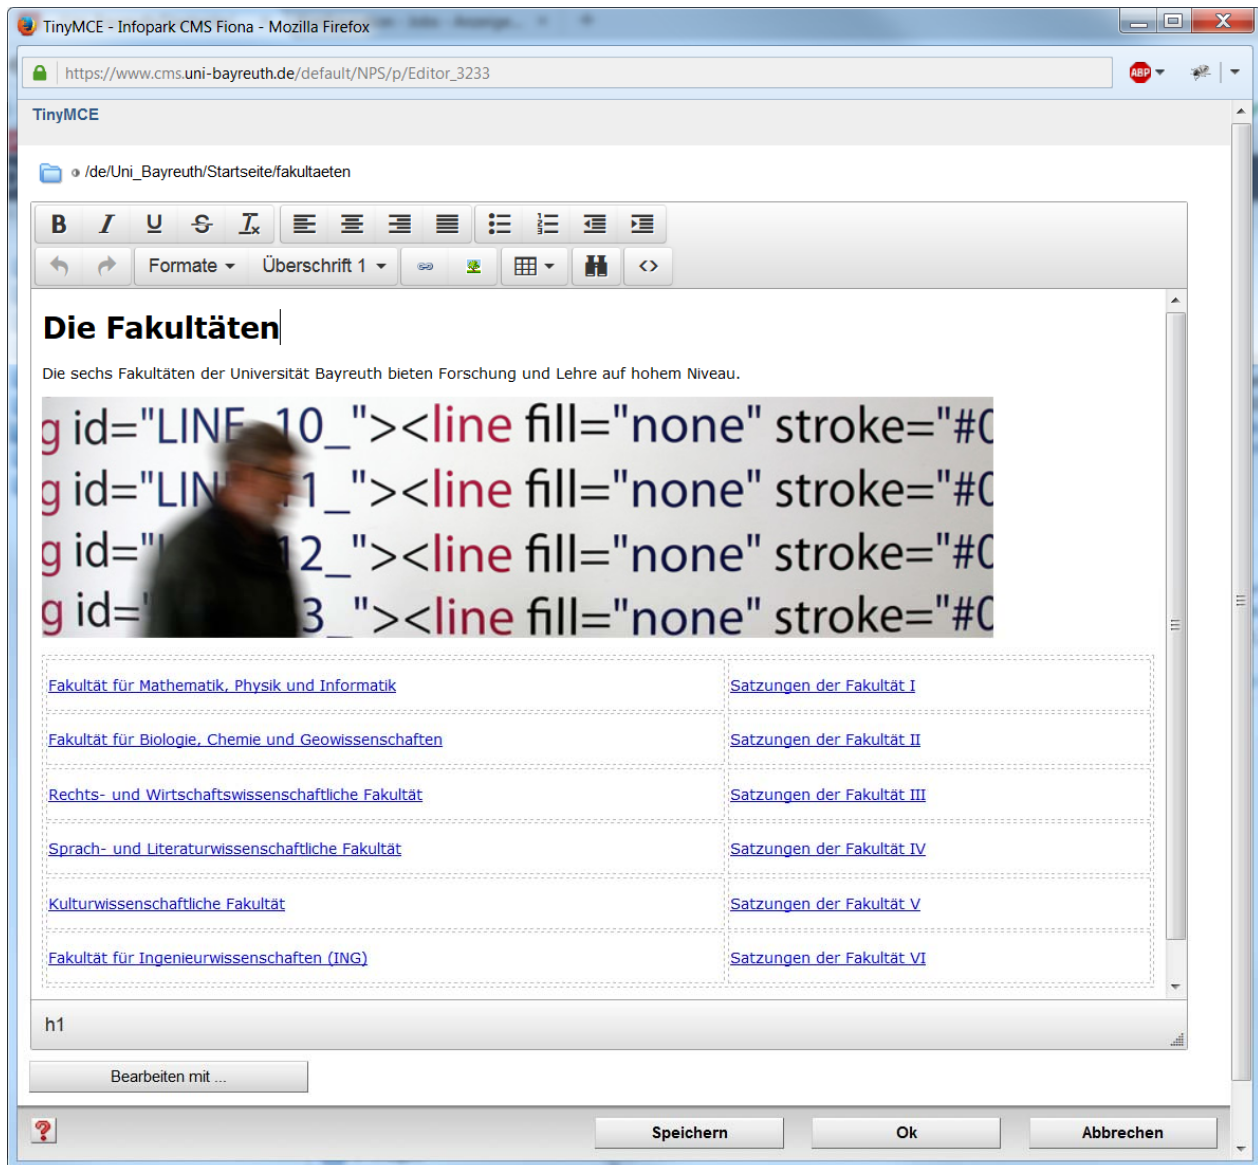 TinyMCE - Infopark CMS Fiona - Mozilla Firefox
https://www.cms.uni-bayreuth.de/default/NPS/p/Editor_3233
ABP
TinyMCE
/de/Uni_Bayreuth/Startseite/fakultaeten
Formate Überschrift 1
Die Fakultäten
Die sechs Fakultäten der Universität Bayreuth bieten Forschung und Lehre auf hohem Niveau.
g id="LINE_10_"><line fill="none" stroke="#0
g id="LIN 1_"><line fill="none" stroke="#0
g id=" 12_"><line fill="none" stroke="#0
g id=" 3_"><line fill="none" stroke="#0
Fakultät für Mathematik, Physik und Informatik Satzungen der Fakultät I
Fakultät für Biologie, Chemie und Geowissenschaften Satzungen der Fakultät II
Rechts- und Wirtschaftswissenschaftliche Fakultät Satzungen der Fakultät III
Sprach- und Literaturwissenschaftliche Fakultät Satzungen der Fakultät IV
Kulturwissenschaftliche Fakultät Satzungen der Fakultät V
Fakultät für Ingenieurwissenschaften (ING) Satzungen der Fakultät VI
h1
Bearbeiten mit ...
Speichern Ok Abbrechen